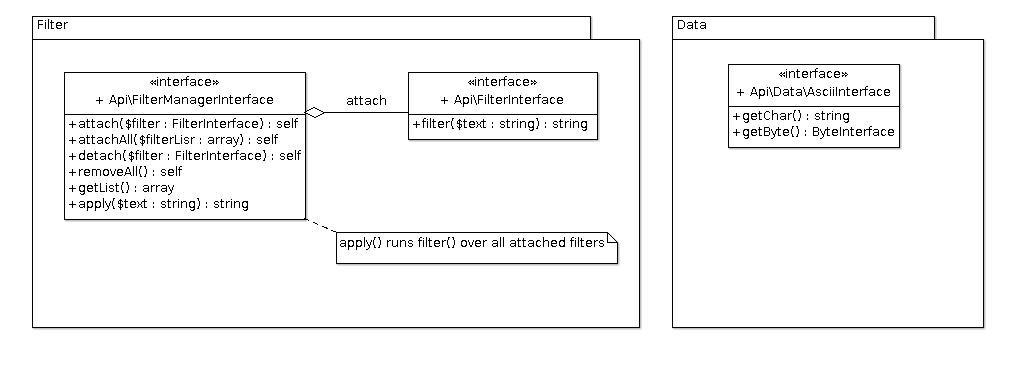 Filter
«interface»
+ Api\FilterManagerInterface
+attach($filter : FilterInterface) : self
+attachAll($filterLisr : array) : self
+detach($filter : FilterInterface) : self
+removeAll() : self
+getList() : array
+apply($text : string) : string
attach
«interface»
+ Api\FilterInterface
+filter($text : string) : string
apply() runs filter() over all attached filters
Data
«interface»
+ Api\Data\AsciiInterface
+getChar() : string
+getByte() : ByteInterface